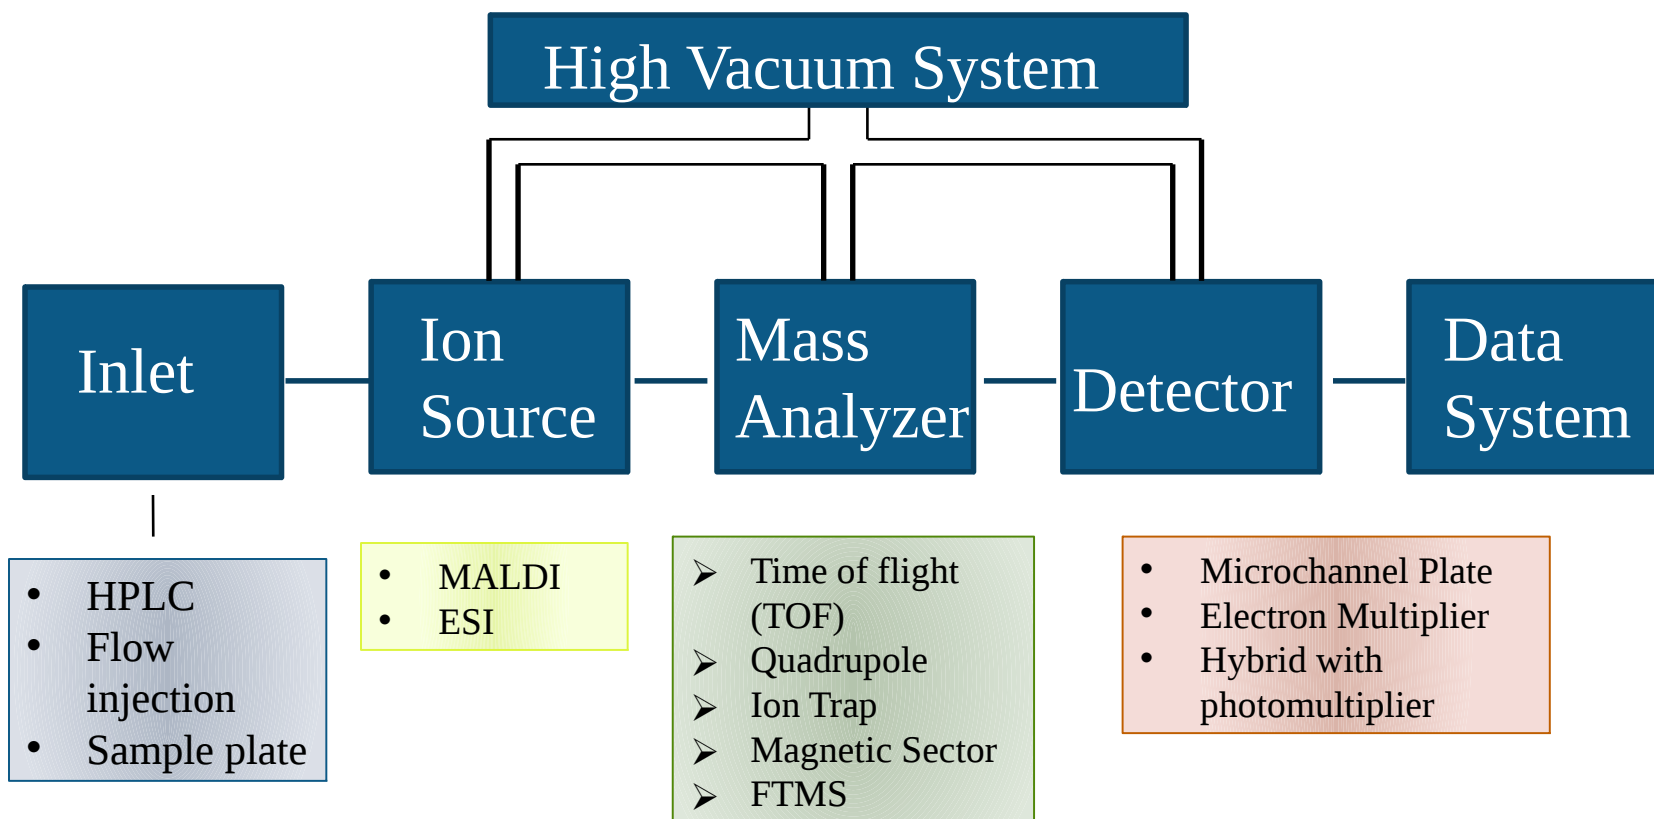 High Vacuum System
Inlet
Ion
Source
Mass
Analyzer
Detector
Data
System
• HPLC
• Flow
injection
• Sample plate
• MALDI
• ESI
➢ Time of flight
(TOF)
➢ Quadrupole
➢ Ion Trap
➢ Magnetic Sector
➢ FTMS
• Microchannel Plate
• Electron Multiplier
• Hybrid with
photomultiplier